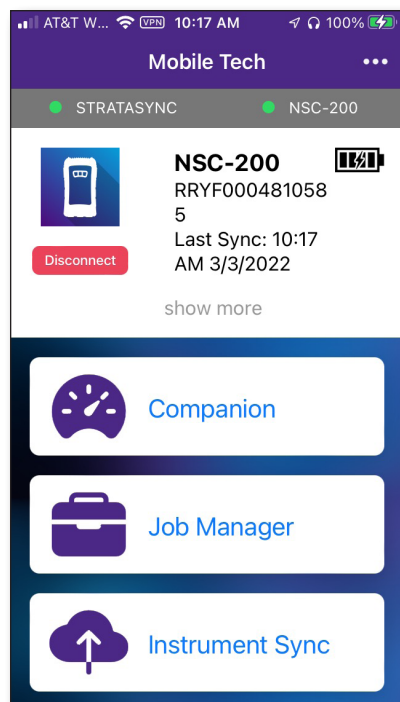 AT&T W... VPN 10:17 AM 100%
Mobile Tech
STRATASYNC NSC-200
NSC-200
RRYF000481058
5
Last Sync: 10:17
AM 3/3/2022
Disconnect
show more
Companion
Job Manager
Instrument Sync